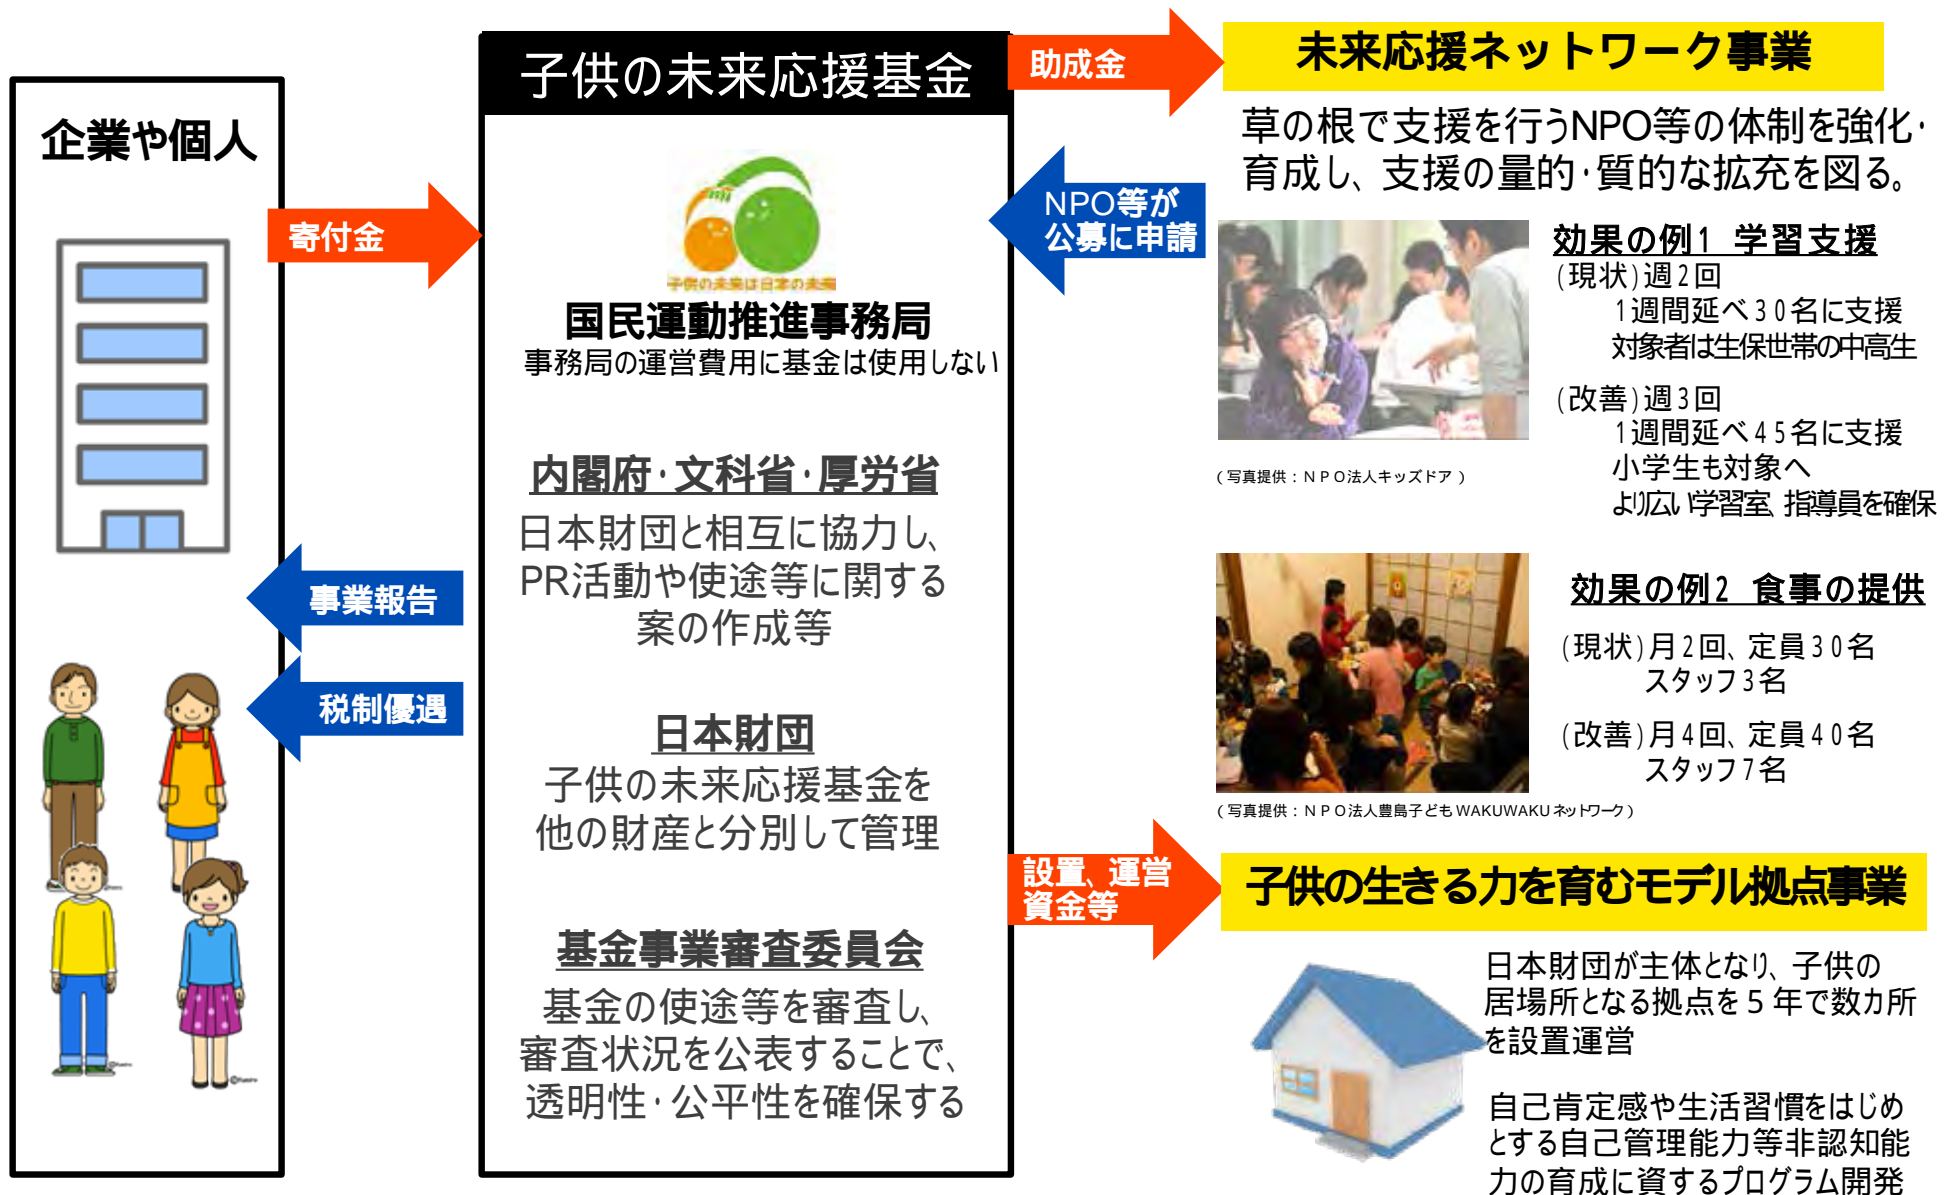 企業や個人
寄付金
事業報告
税制優遇
子供の未来応援基金
子供の未来は日本の未来
国民運動推進事務局
事務局の運営費用に基金は使用しない
内閣府・文科省・厚労省
日本財団と相互に協力し、
PR活動や使途等に関する
案の作成等
日本財団
子供の未来応援基金を
他の財産と分別して管理
基金事業審査委員会
基金の使途等を審査し、
審査状況を公表することで、
透明性・公平性を確保する
助成金
NPO等が
公募に申請
設置、運営
資金等
未来応援ネットワーク事業
草の根で支援を行うNPO等の体制を強化・
育成し、支援の量的・質的な拡充を図る。
効果の例1 学習支援
(現状)週2回
1週間延べ30名に支援
対象者は生保世帯の中高生
(改善)週3回
1週間延べ45名に支援
小学生も対象へ
より広い学習室、指導員を確保
(写真提供:NPO法人キッズドア)
効果の例2 食事の提供
(現状)月2回、定員30名
スタッフ3名
(改善)月4回、定員40名
スタッフ7名
(写真提供:NPO法人豊島子どもWAKUWAKUネットワーク)
子供の生きる力を育むモデル拠点事業
日本財団が主体となり、子供の
居場所となる拠点を5年で数カ所
を設置運営
自己肯定感や生活習慣をはじめ
とする自己管理能力等非認知能
力の育成に資するプログラム開発